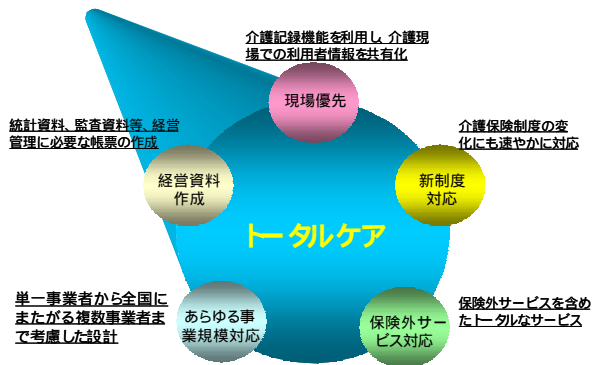 介護記録機能を利用し、介護現
場での利用者情報を共有化
現場優先
統計資料、監査資料等、経営
管理に必要な帳票の作成
経営資料
作成
介護保険制度の変
化にも速やかに対応
新制度
対応
トータルケア
単一事業者から全国に
またがる複数事業者ま
で考慮した設計
あらゆる事
業規模対応
保険外サー
ビス対応
保険外サービスを含め
たトータルなサービス